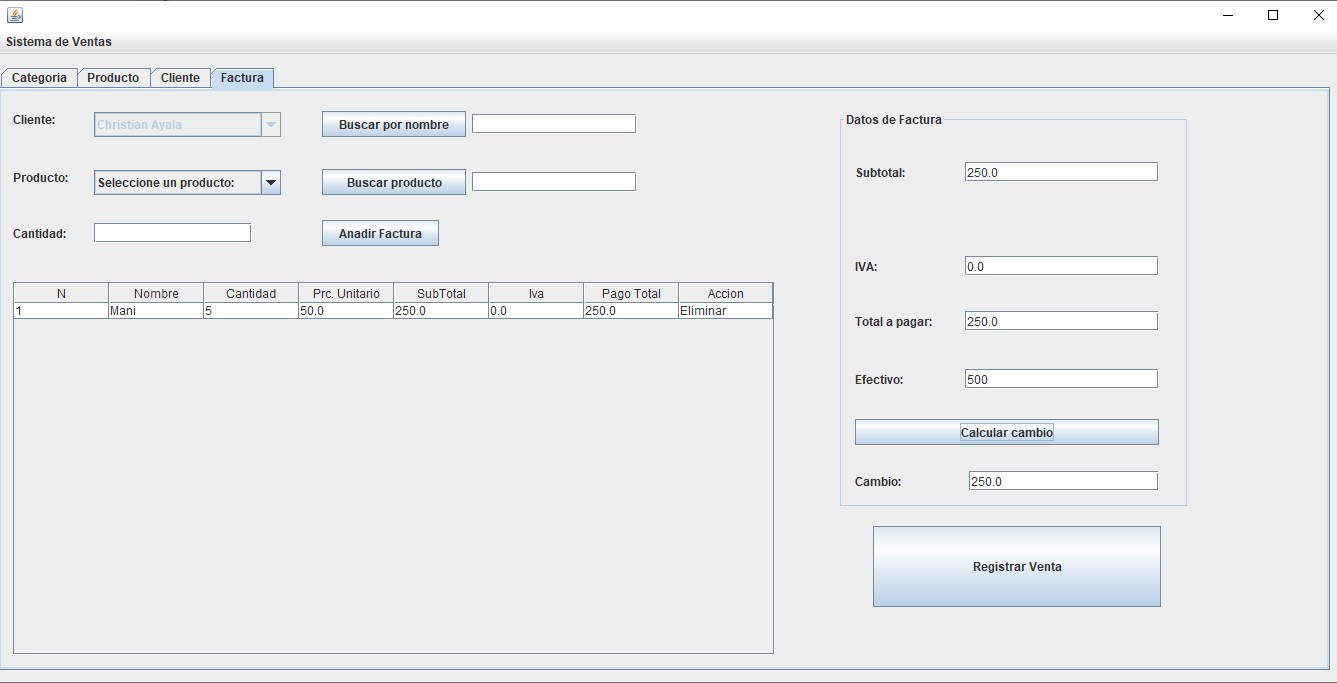 Sistema de Ventas
Categoria Producto Cliente Factura
Cliente: Christian Ayala Buscar por nombre
Producto: Seleccione un producto: Buscar producto
Cantidad: Anadir Factura
N Nombre Cantidad Prc. Unitario SubTotal Iva Pago Total Accion
1 Mani 5 50.0 250.0 0.0 250.0 Eliminar
Datos de Factura
Subtotal: 250.0
IVA: 0.0
Total a pagar: 250.0
Efectivo: 500
Calcular cambio
Cambio: 250.0
Registrar Venta